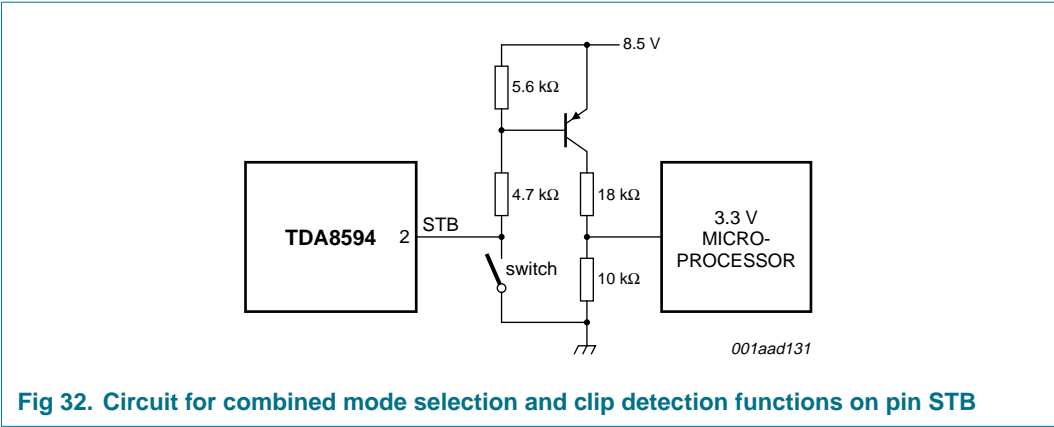 8.5 V
5.6 kΩ
4.7 kΩ
18 kΩ
TDA8594
2
STB
3.3 V
MICRO-
PROCESSOR
switch
10 kΩ
001aad131
Fig 32. Circuit for combined mode selection and clip detection functions on pin STB